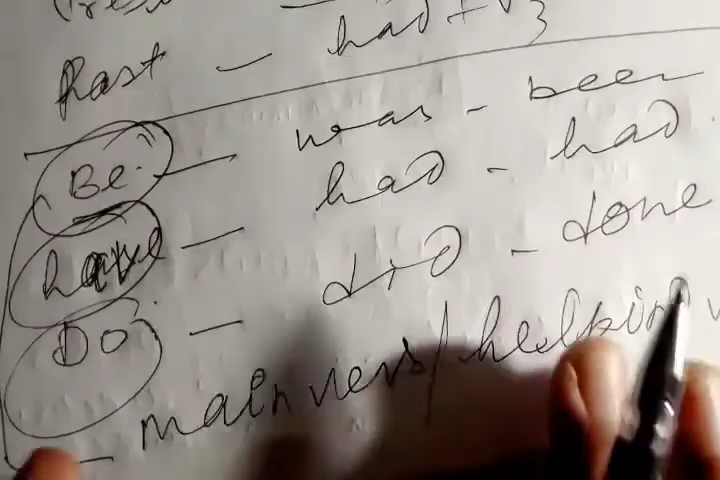 Past - had + V3
Be - was - been
have - had - had
Do - did - done
- main verb/helping